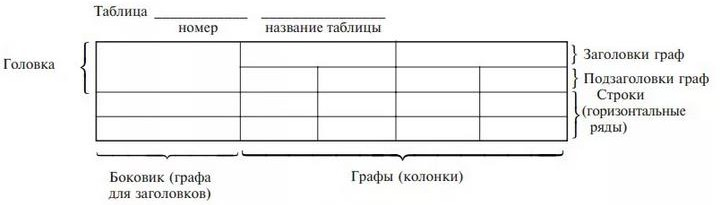 Таблица
номер название таблицы
Головка
Заголовки граф
Подзаголовки граф
Строки
(горизонтальные
ряды)
Боковик (графа
для заголовков)
Графы (колонки)